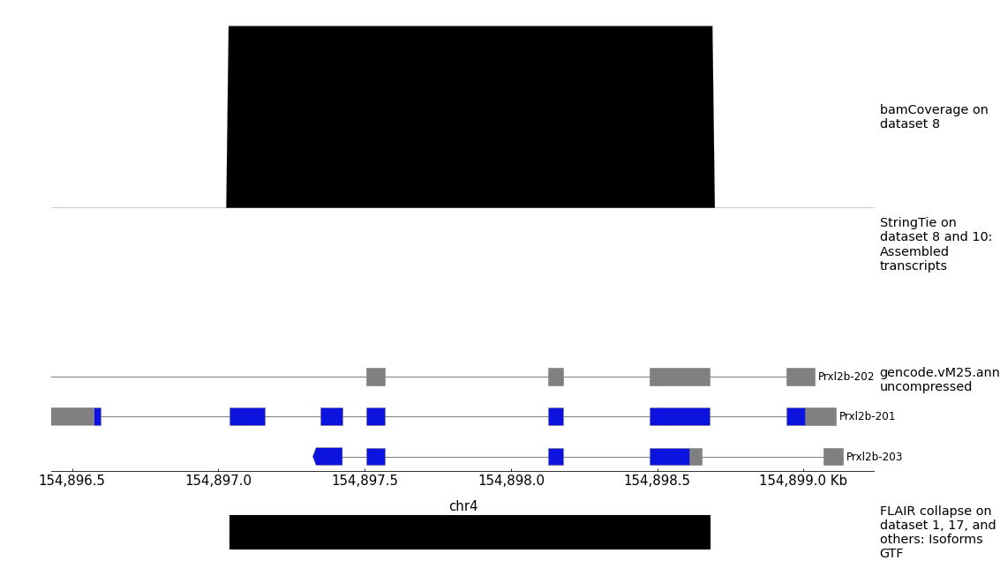 bamCoverage on
dataset 8
StringTie on
dataset 8 and 10:
Assembled
transcripts
Prxl2b-202
gencode.vM25.ann
uncompressed
Prxl2b-201
Prxl2b-203
154,896.5 154,897.0 154,897.5 154,898.0 154,898.5 154,899.0 Kb
chr4
FLAIR collapse on
dataset 1, 17, and
others: Isoforms
GTF